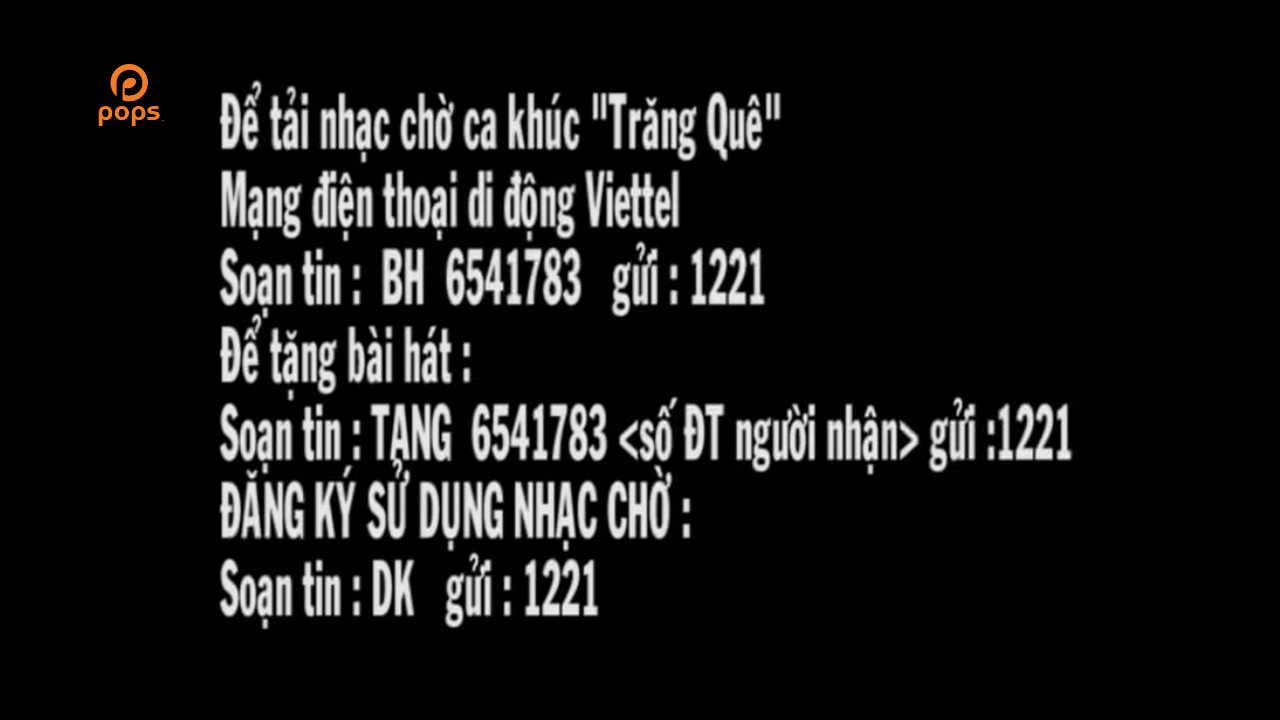 pops
Để tải nhạc chờ ca khúc "Trăng Quê"
Mạng điện thoại di động Viettel
Soạn tin : BH 6541783 gửi : 1221
Để tặng bài hát :
Soạn tin : TANG 6541783 <số ĐT người nhận> gửi :1221
ĐĂNG KÝ SỬ DỤNG NHẠC CHỜ :
Soạn tin : DK gửi : 1221